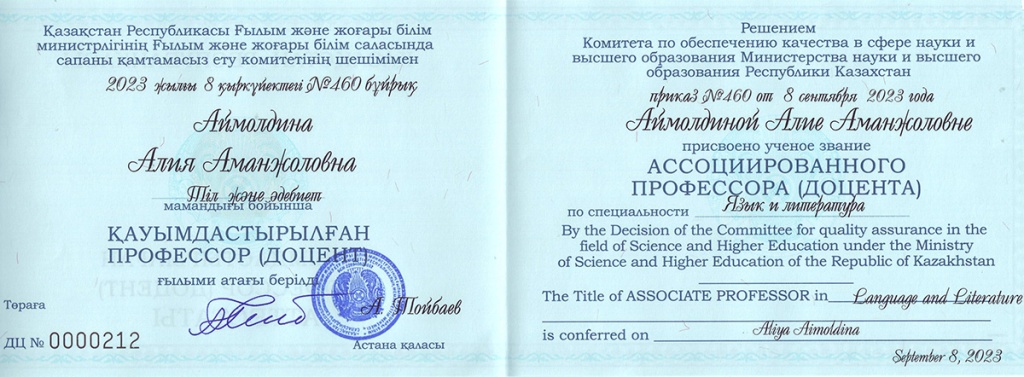 Қазақстан Республикасы Ғылым және жоғары білім
министрлігінің Ғылым және жоғары білім саласында
сапаны қамтамасыз ету комитетінің шешімімен
2023 жылғы 8 қыркүйектегі №460 бұйрық
Аймолдина
Алия Аманжоловна
Тіл және әдебиет
мамандығы бойынша
ҚАУЫМДАСТЫРЫЛҒАН
ПРОФЕССОР (ДОЦЕНТ)
ғылыми атағы берілді
Төраға
А. Тойбаев
ДЦ № 0000212
Астана қаласы
Решением
Комитета по обеспечению качества в сфере науки и
высшего образования Министерства науки и высшего
образования Республики Казахстан
приказ №460 от 8 сентября 2023 года
Аймолдиной Алие Аманжоловне
присвоено ученое звание
АССОЦИИРОВАННОГО
ПРОФЕССОРА (ДОЦЕНТА)
по специальности Язык и литература
By the Decision of the Committee for quality assurance in the
field of Science and Higher Education under the Ministry
of Science and Higher Education of the Republic of Kazakhstan
The Title of ASSOCIATE PROFESSOR in Language and Literature
is conferred on Aliya Aimoldina
September 8, 2023